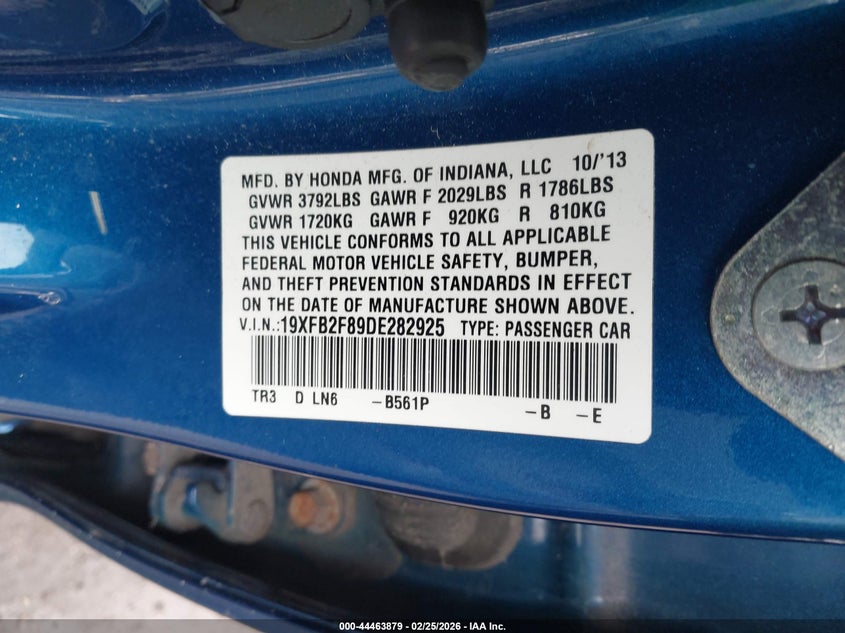 MFD. BY HONDA MFG. OF INDIANA, LLC 10/'13
GVWR 3792LBS GAWR F 2029LBS R 1786LBS
GVWR 1720KG GAWR F 920KG R 810KG
THIS VEHICLE CONFORMS TO ALL APPLICABLE
FEDERAL MOTOR VEHICLE SAFETY, BUMPER,
AND THEFT PREVENTION STANDARDS IN EFFECT
ON THE DATE OF MANUFACTURE SHOWN ABOVE.
V.I.N.:19XFB2F89DE282925 TYPE: PASSENGER CAR
TR3 D LN6 -B561P -B -E
000-44463879 - 02/25/2026 - IAA Inc.